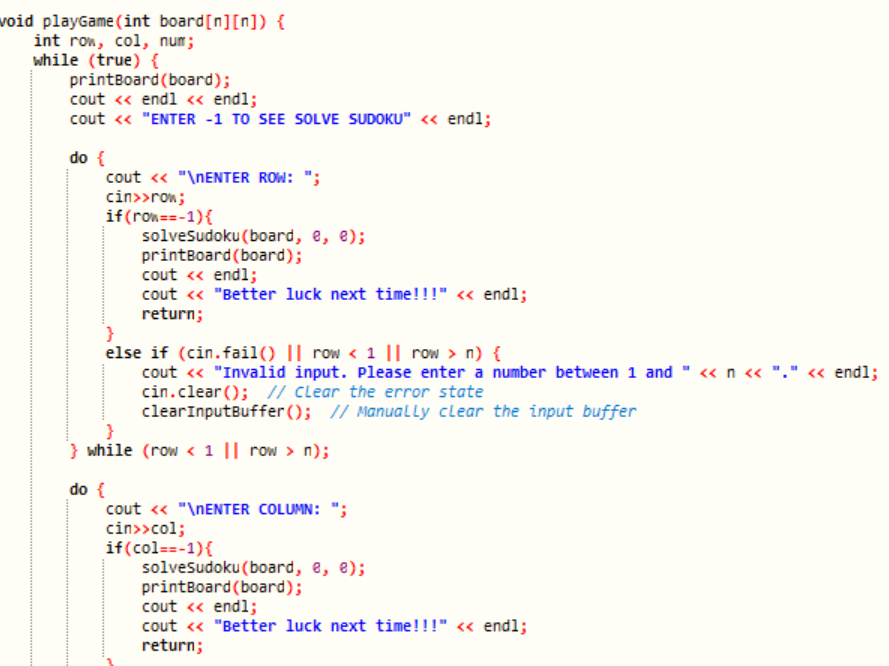 void playGame(int board[n][n]) {
    int row, col, num;
    while (true) {
        printBoard(board);
        cout << endl << endl;
        cout << "ENTER -1 TO SEE SOLVE SUDOKU" << endl;

        do {
            cout << "\nENTER ROW: ";
            cin>>row;
            if(row==-1){
                solveSudoku(board, 0, 0);
                printBoard(board);
                cout << endl;
                cout << "Better luck next time!!!" << endl;
                return;
            }
            else if (cin.fail() || row < 1 || row > n) {
                cout << "Invalid input. Please enter a number between 1 and " << n << "." << endl;
                cin.clear();  // Clear the error state
                clearInputBuffer();  // Manually clear the input buffer
            }
        } while (row < 1 || row > n);

        do {
            cout << "\nENTER COLUMN: ";
            cin>>col;
            if(col==-1){
                solveSudoku(board, 0, 0);
                printBoard(board);
                cout << endl;
                cout << "Better luck next time!!!" << endl;
                return;
            }